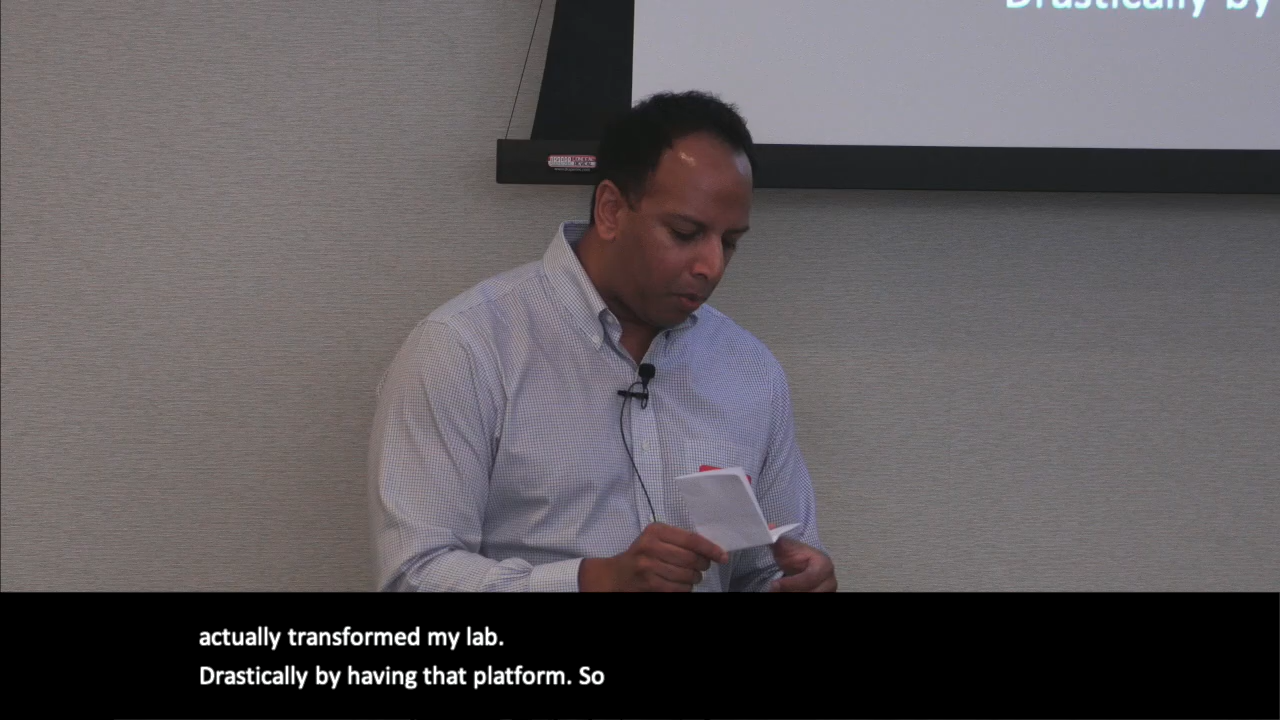 Drastically by
actually transformed my lab.
Drastically by having that platform. So